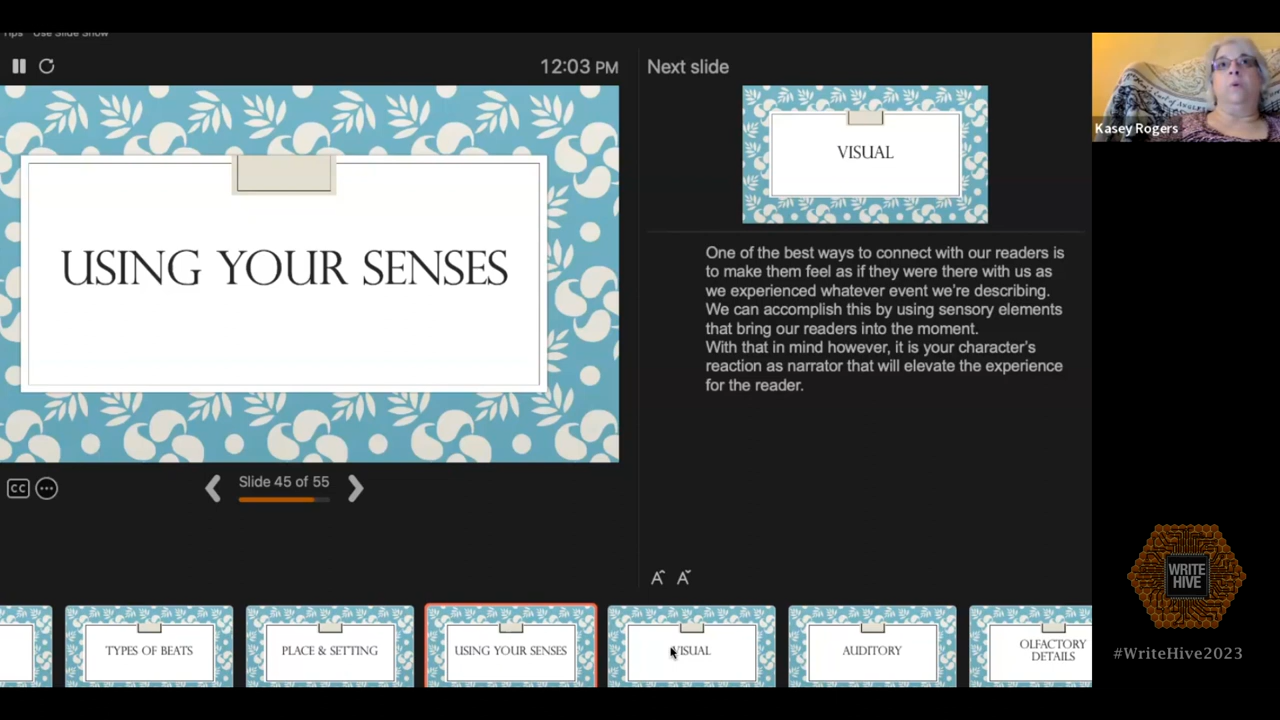 Tips
Use Slide Show
12:03 PM
Next slide
USING YOUR SENSES
VISUAL
Kasey Rogers
One of the best ways to connect with our readers is
to make them feel as if they were there with us as
we experienced whatever event we're describing.
We can accomplish this by using sensory elements
that bring our readers into the moment.
With that in mind however, it is your character's
reaction as narrator that will elevate the experience
for the reader.
CC
Slide 45 of 55
A A
TYPES OF BEATS
PLACE & SETTING
USING YOUR SENSES
VISUAL
AUDITORY
OLFACTORY
DETAILS
WRITE
HIVE
#WriteHive2023